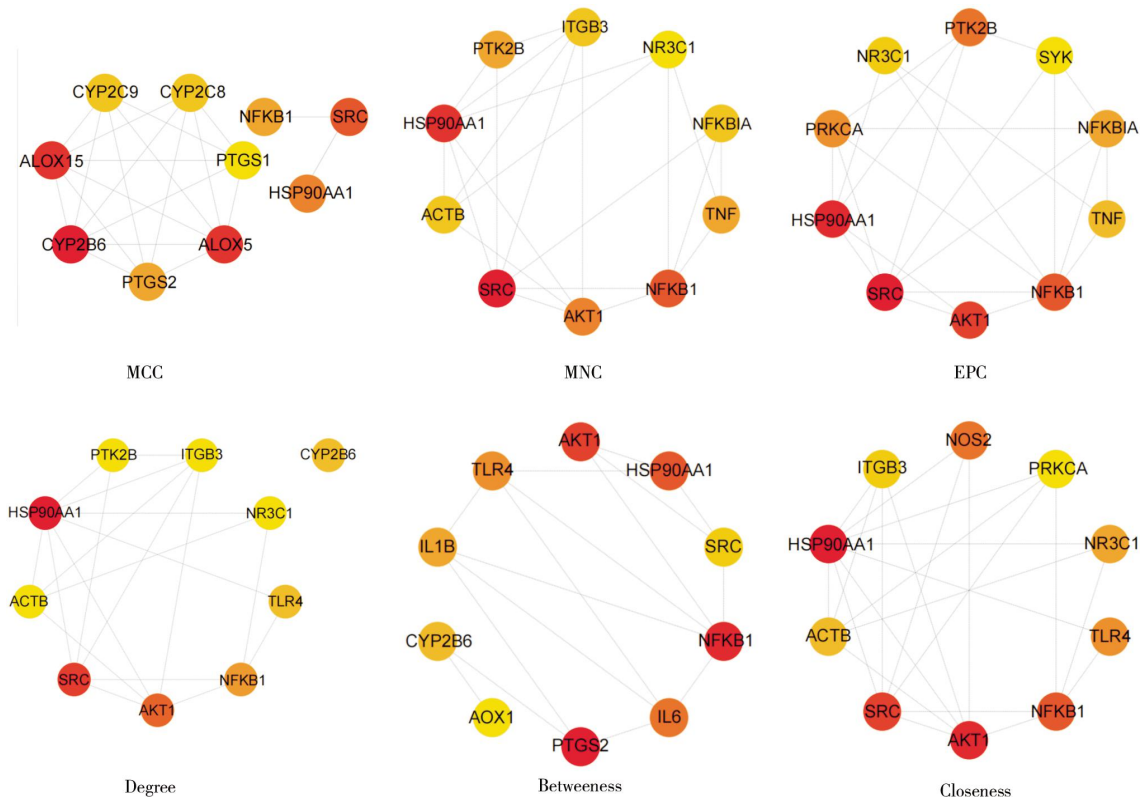 CYP2C9
CYP2C8
NFKB1
SRC
ALOX15
PTGS1
HSP90AA1
CYP2B6
ALOX5
PTGS2
MCC
ITGB3
PTK2B
NR3C1
HSP90AA1
NFKBIA
ACTB
TNF
SRC
NFKB1
AKT1
MNC
PTK2B
NR3C1
SYK
PRKCA
NFKBIA
HSP90AA1
TNF
SRC
NFKB1
AKT1
EPC
PTK2B
ITGB3
CYP2B6
HSP90AA1
NR3C1
ACTB
TLR4
SRC
NFKB1
AKT1
Degree
AKT1
TLR4
HSP90AA1
IL1B
SRC
CYP2B6
NFKB1
AOX1
IL6
PTGS2
Betweeness
NOS2
ITGB3
PRKCA
HSP90AA1
NR3C1
ACTB
TLR4
SRC
NFKB1
AKT1
Closeness